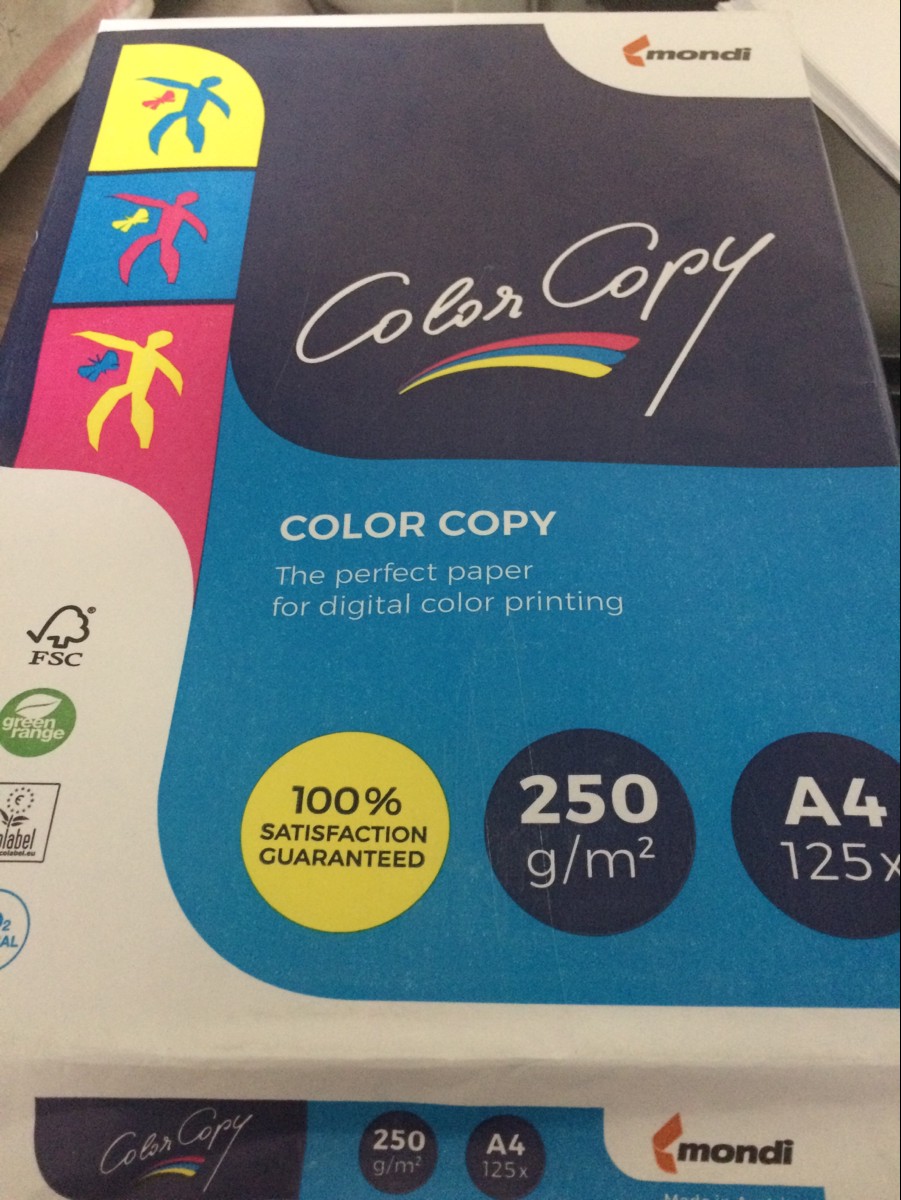 mondi
Color Copy
COLOR COPY
The perfect paper
for digital color printing
FSC
green
range
100%
SATISFACTION
GUARANTEED
250
g/m²
A4
125x
Color Copy
250
g/m²
A4
125x
mondi